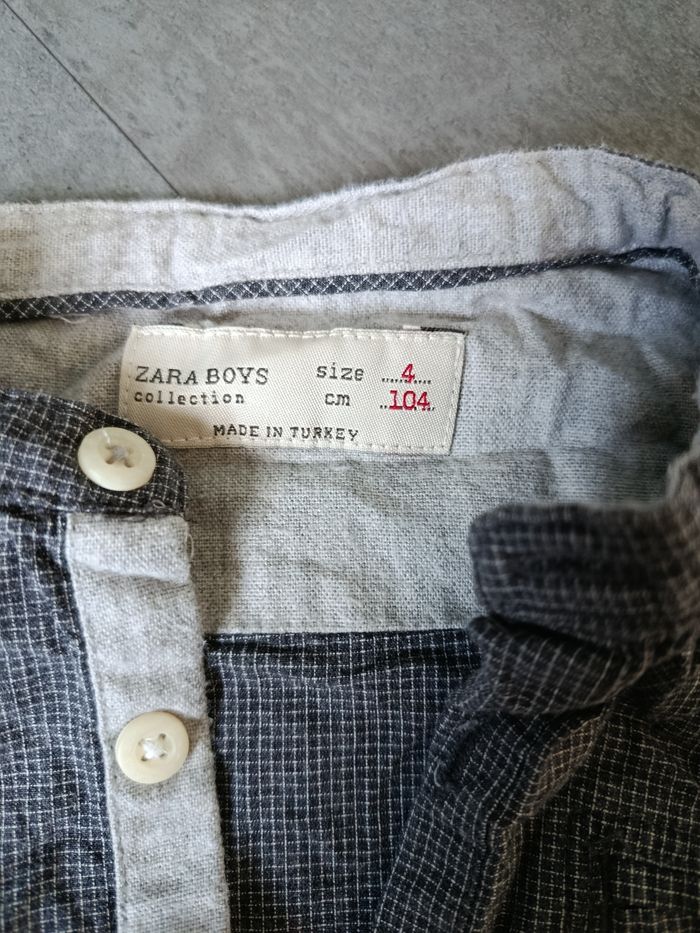 ZARA BOYS size 4
collection cm 104
MADE IN TURKEY